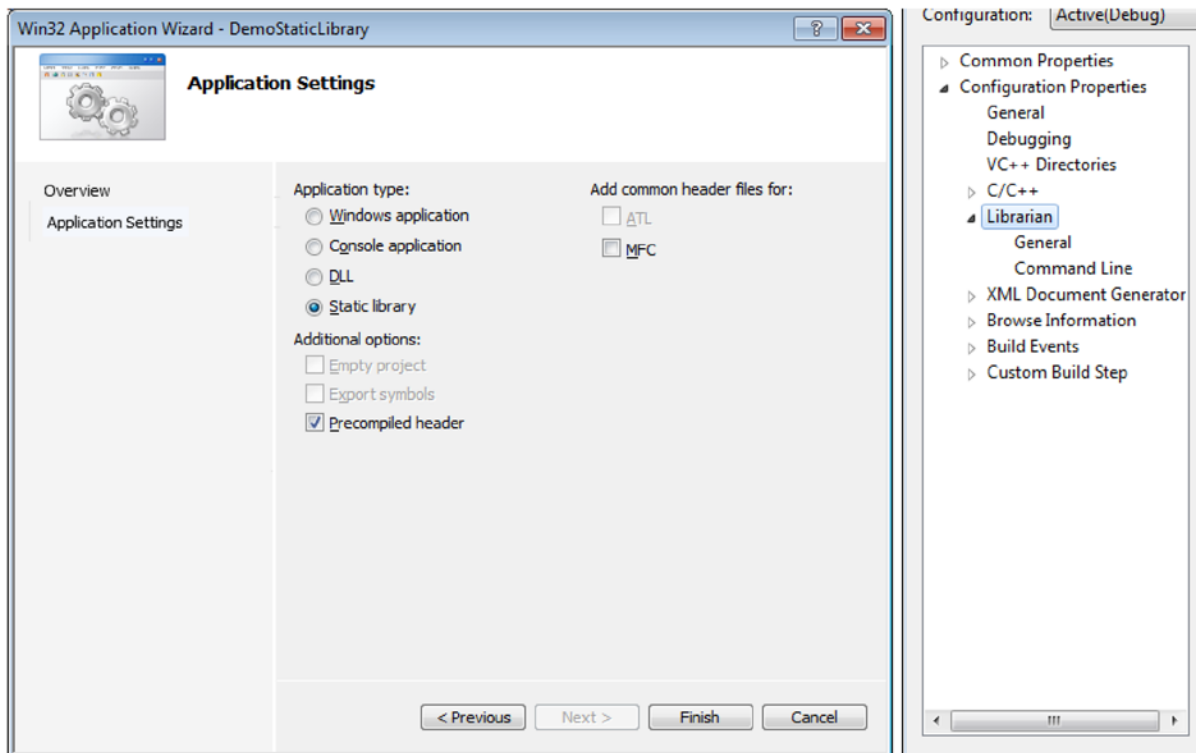 Win32 Application Wizard - DemoStaticLibrary
Application Settings
Overview
Application Settings
Application type:
Windows application
Console application
DLL
Static library
Additional options:
Empty project
Export symbols
Precompiled header
Add common header files for:
ATL
MFC
< Previous
Next >
Finish
Cancel
Configuration:
Active(Debug)
Common Properties
Configuration Properties
General
Debugging
VC++ Directories
C/C++
Librarian
General
Command Line
XML Document Generator
Browse Information
Build Events
Custom Build Step